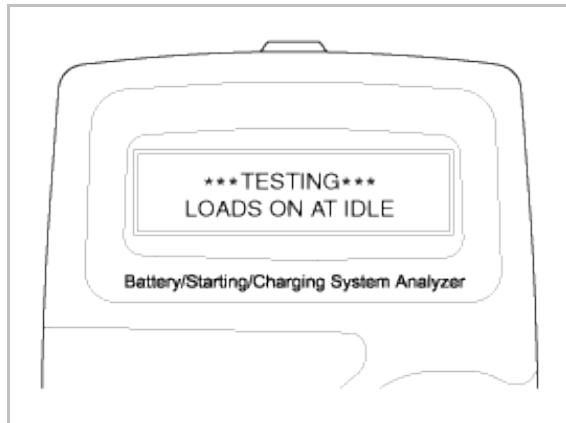 ***TESTING***
LOADS ON AT IDLE
Battery/Starting/Charging System Analyzer